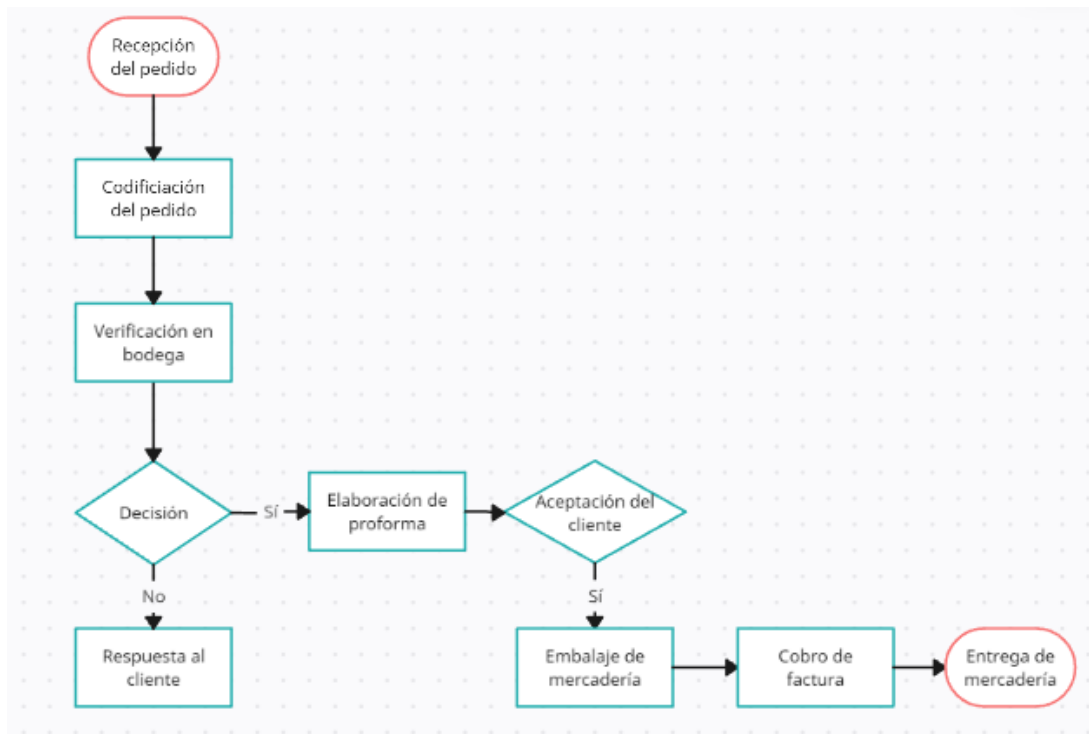 Recepción
del pedido
Codificiación
del pedido
Verificación en
bodega
Decisión
Sí
Elaboración de
proforma
Aceptación del
cliente
No
Sí
Respuesta al
cliente
Embalaje de
mercadería
Cobro de
factura
Entrega de
mercadería